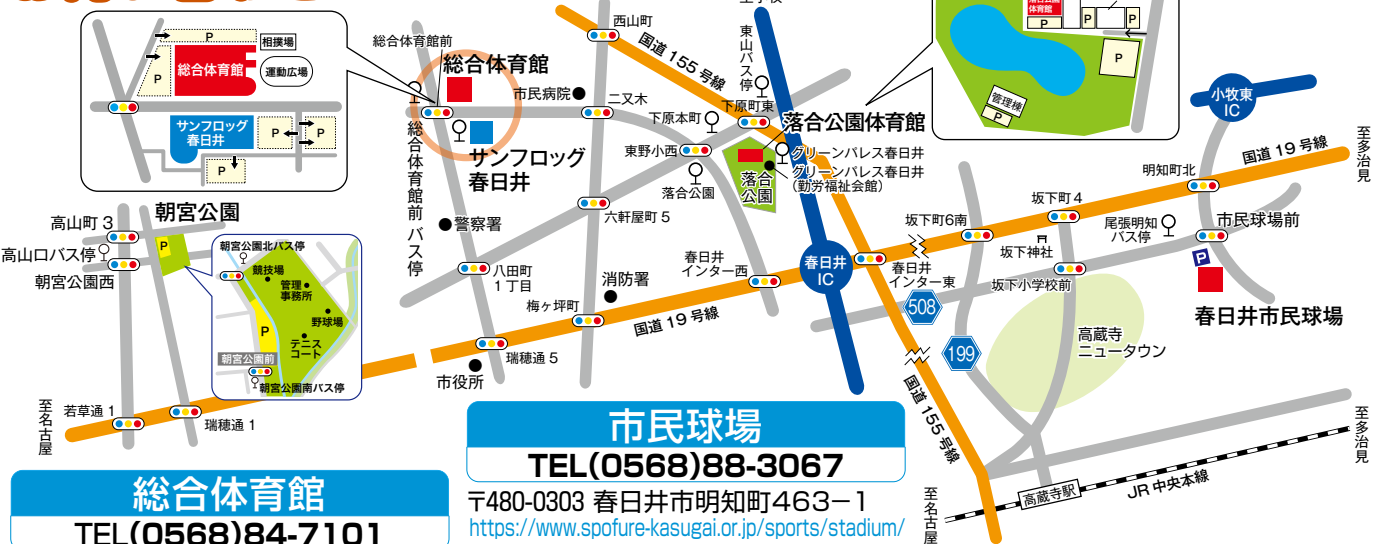 P
相撲場
総合体育館
P
運動広場
サンフロッグ
春日井
P
P
P
総合体育館前
総合体育館
市民病院
西山町
国道155号線
二又木
東山バス停
下原本町
下原町東
東野小西
落合公園
落合公園体育館
グリーンパレス春日井
グリーンパレス春日井
(勤労福祉会館)
落合
公園
体育館
P
P
P
P
管理棟
P
小牧東
IC
至多治見
国道19号線
明知町北
サンフロッグ
春日井
総合体育館前 バス停
警察署
六軒屋町5
八田町
1丁目
消防署
梅ヶ坪町
春日井
インター西
春日井
IC
春日井
インター東
坂下町6南
坂下町4
坂下神社
坂下小学校前
尾張明知
バス停
市民球場前
P
春日井市民球場
508
199
高蔵寺
ニュータウン
国道19号線
瑞穂通5
市役所
国道155号線
朝宮公園
高山町3
高山口バス停
朝宮公園西
P
朝宮公園北バス停
競技場
管理
事務所
野球場
P
テニス
コート
朝宮公園前
朝宮公園南バス停
至名古屋
若草通1
瑞穂通1
至多治見
高蔵寺駅
JR中央本線
至名古屋
総合体育館
TEL(0568)84-7101
市民球場
TEL(0568)88-3067
〒480-0303 春日井市明知町463−1
https://www.spofure-kasugai.or.jp/sports/stadium/